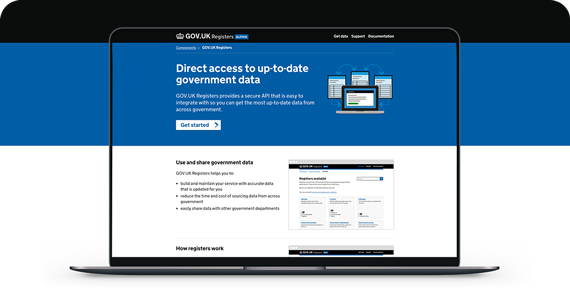 GOV.UK Registers ALPHA
Get data Support Documentation
Components > GOV.UK Registers
Direct access to up-to-date
government data
GOV.UK Registers provides a secure API that is easy to
integrate with so you can get the most up-to-date data from
across government.
Get started
Use and share government data
GOV.UK Registers helps you to:
build and maintain your service with accurate data
that is updated for you
reduce the time and cost of sourcing data from across
government
easily share data with other government departments
Registers available
How registers work